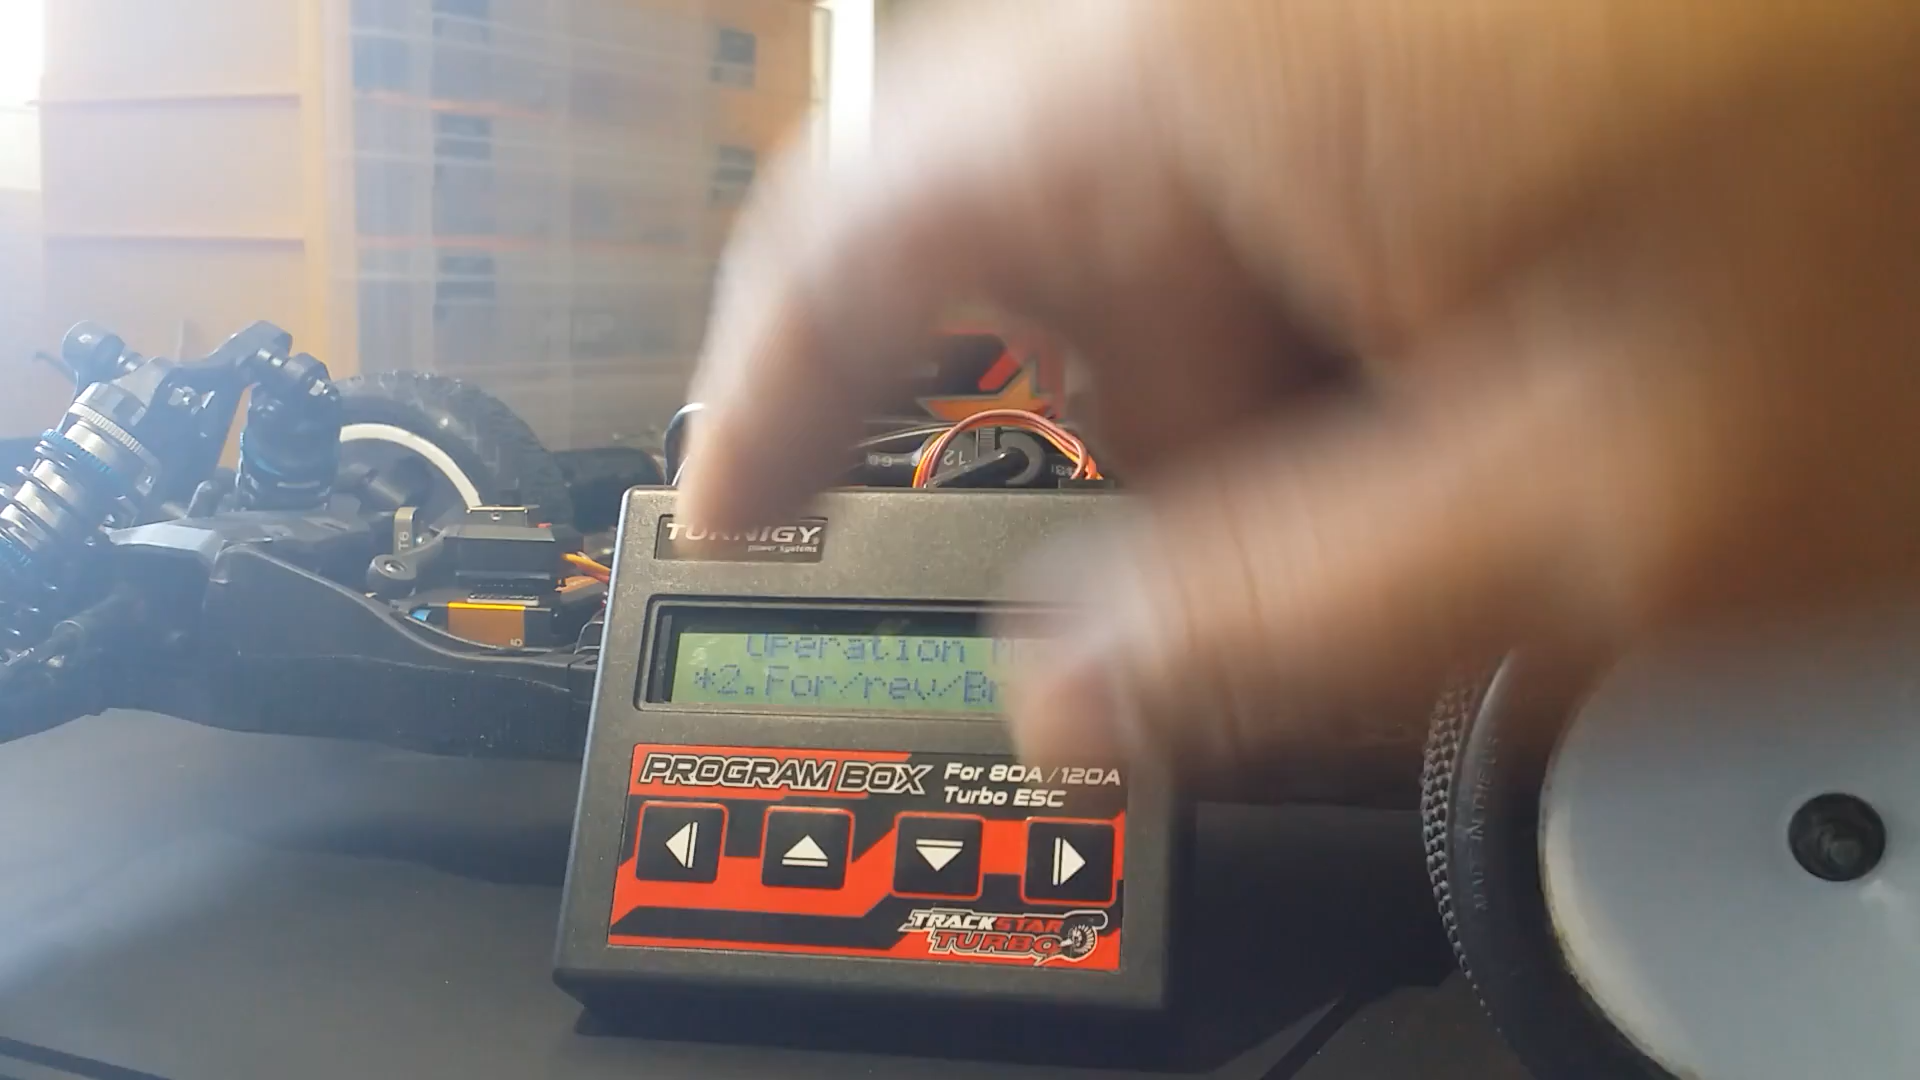 TURNIGY
power systems
Operation
*2.For/rev/Br
PROGRAM BOX
For 80A/120A
Turbo ESC
TRACKSTAR
TURBO